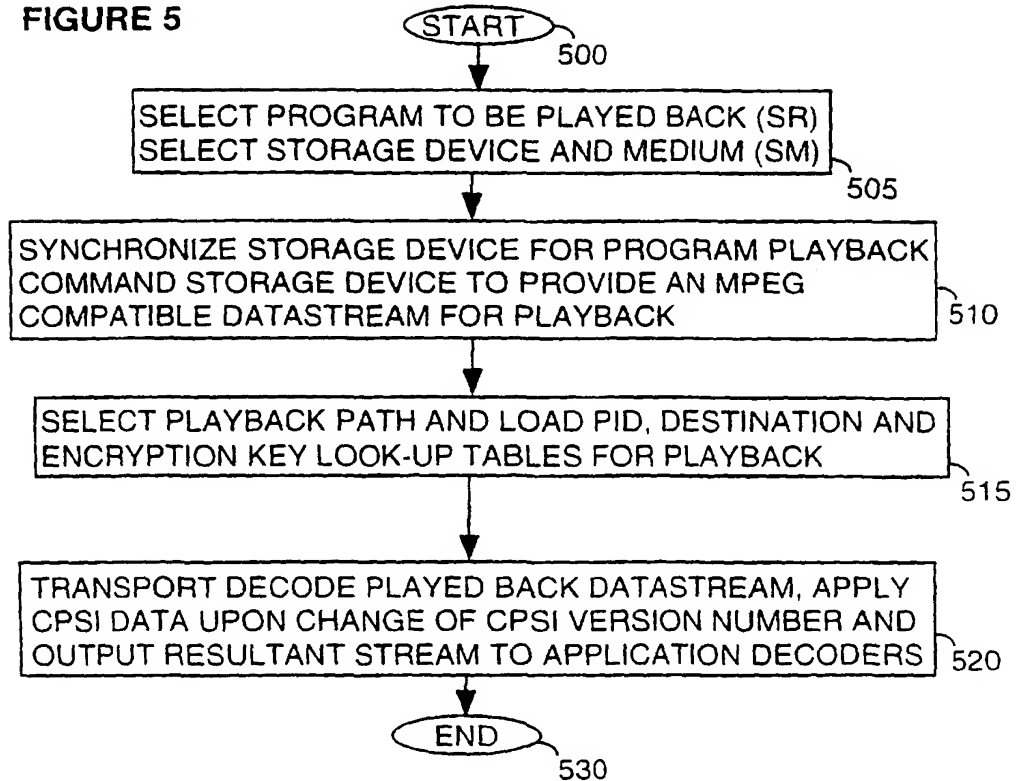 FIGURE 5
START
500
SELECT PROGRAM TO BE PLAYED BACK (SR)
SELECT STORAGE DEVICE AND MEDIUM (SM)
505
SYNCHRONIZE STORAGE DEVICE FOR PROGRAM PLAYBACK
COMMAND STORAGE DEVICE TO PROVIDE AN MPEG
COMPATIBLE DATASTREAM FOR PLAYBACK
510
SELECT PLAYBACK PATH AND LOAD PID, DESTINATION AND
ENCRYPTION KEY LOOK-UP TABLES FOR PLAYBACK
515
TRANSPORT DECODE PLAYED BACK DATASTREAM, APPLY
CPSI DATA UPON CHANGE OF CPSI VERSION NUMBER AND
OUTPUT RESULTANT STREAM TO APPLICATION DECODERS
520
END
530